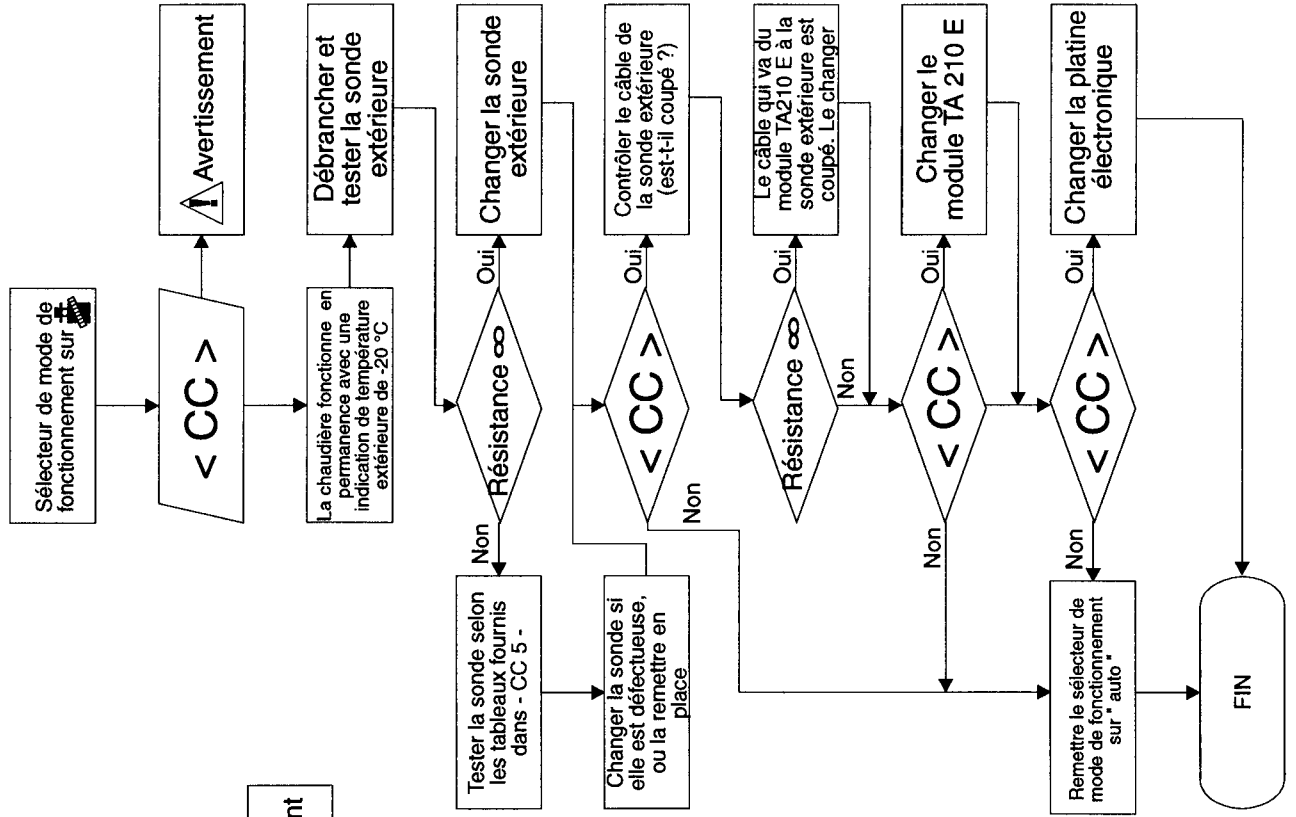 Sélecteur de mode de
fonctionnement sur
< CC >
Avertissement
La chaudière fonctionne en
permanence avec une
indication de température
extérieure de -20 °C
Débrancher et
tester la sonde
extérieure
Résistance ∞
Oui
Changer la sonde
extérieure
Non
Tester la sonde selon
les tableaux fournis
dans - CC 5 -
Changer la sonde si
elle est défectueuse,
ou la remettre en
place
< CC >
Oui
Contrôler le câble de
la sonde extérieure
(est-t-il coupé ?)
Non
Résistance ∞
Oui
Le câble qui va du
module TA210 E à la
sonde extérieure est
coupé. Le changer
Non
< CC >
Oui
Changer le
module TA 210 E
Non
< CC >
Oui
Changer la platine
électronique
Non
Remettre le sélecteur de
mode de fonctionnement
sur " auto "
FIN
nt